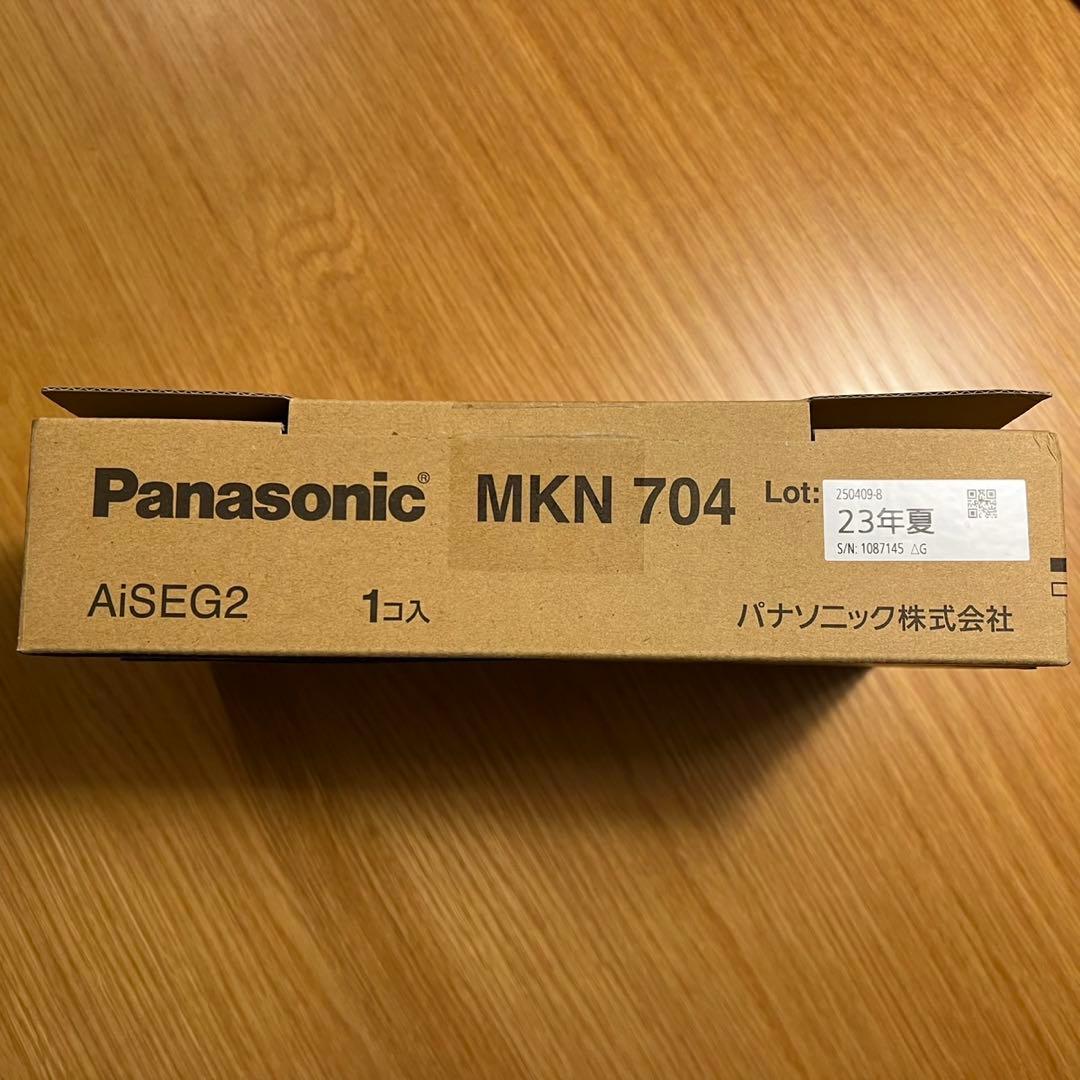 Panasonic® MKN 704 Lot:
250409-8
23年夏
S/N: 1087145 △G
AiSEG2 1コ入 パナソニック株式会社